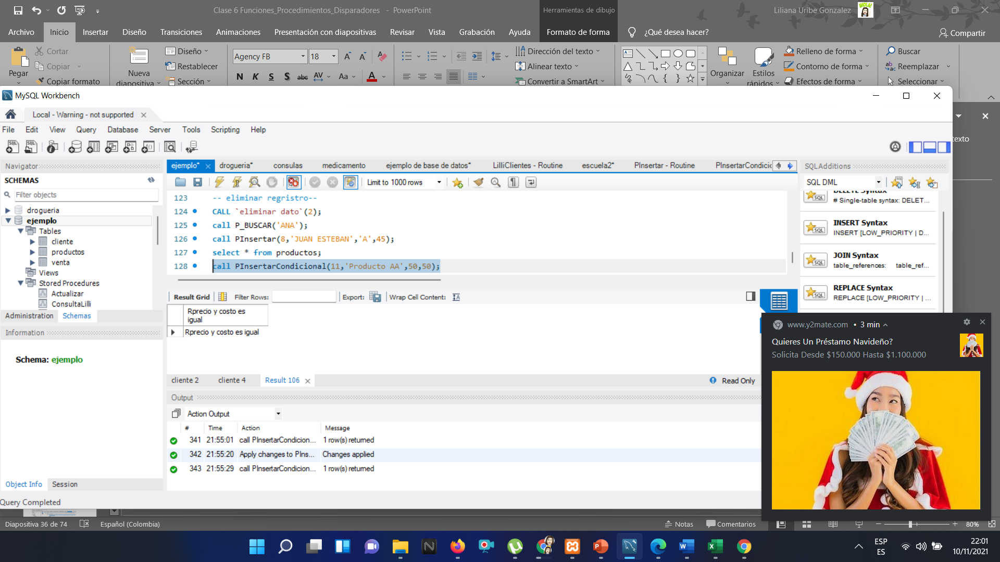 Clase 6 Funciones_Procedimientos_Disparadores - PowerPoint
Herramientas de dibujo
Liliana Uribe Gonzalez
Archivo Inicio Insertar Diseño Transiciones Animaciones Presentación con diapositivas Revisar Vista Grabación Ayuda Formato de forma ¿Qué desea hacer? Compartir
Cortar
Copiar
Copiar formato
Pegar
Nueva
diapositiva
Diseño
Restablecer
Sección
Agency FB 18
N K S S abc AV Aa A
Dirección del texto
Alinear texto
Convertir a SmartArt
Organizar
Estilos
rápidos
Relleno de forma
Contorno de forma
Efectos de forma
Buscar
Reemplazar
Seleccionar
MySQL Workbench
Local - Warning - not supported
texto
File Edit View Query Database Server Tools Scripting Help
Navigator
SCHEMAS
Filter objects
drogueria
ejemplo
Tables
cliente
productos
venta
Views
Stored Procedures
Actualizar
ConsultaLilli
Administration Schemas
Information
Schema: ejemplo
Object Info Session
Query Completed
ejemplo* drogueria* consulas medicamento ejemplo de base de datos* LilliClientes - Routine escuela2* PInsertar - Routine PInsertarCondicic
Limit to 1000 rows
123 -- eliminar regristro--
124 CALL `eliminar dato`(2);
125 call P_BUSCAR('ANA');
126 call PInsertar(8,'JUAN ESTEBAN','A',45);
127 select * from productos;
128 call PInsertarCondicional(11,'Producto AA',50,50);
Result Grid Filter Rows: Export: Wrap Cell Content:
Rprecio y costo es
igual
Rprecio y costo es igual
cliente 2 cliente 4 Result 106 Read Only
Output
Action Output
# Time Action Message
341 21:55:01 call PInsertarCondicion... 1 row(s) returned
342 21:55:20 Apply changes to PIns... Changes applied
343 21:55:29 call PInsertarCondicion... 1 row(s) returned
SQLAdditions
SQL DML
DELETE Syntax
# Single-table syntax: DELET...
INSERT Syntax
INSERT [LOW_PRIORITY | D...
JOIN Syntax
table_references: table_ref...
REPLACE Syntax
REPLACE [LOW_PRIORITY | ...
www.y2mate.com • 3 min
Quieres Un Préstamo Navideño?
Solicita Desde $150.000 Hasta $1.100.000
Diapositiva 36 de 74 Español (Colombia) Notas Comentarios 80%
ESP
ES
22:01
10/11/2021